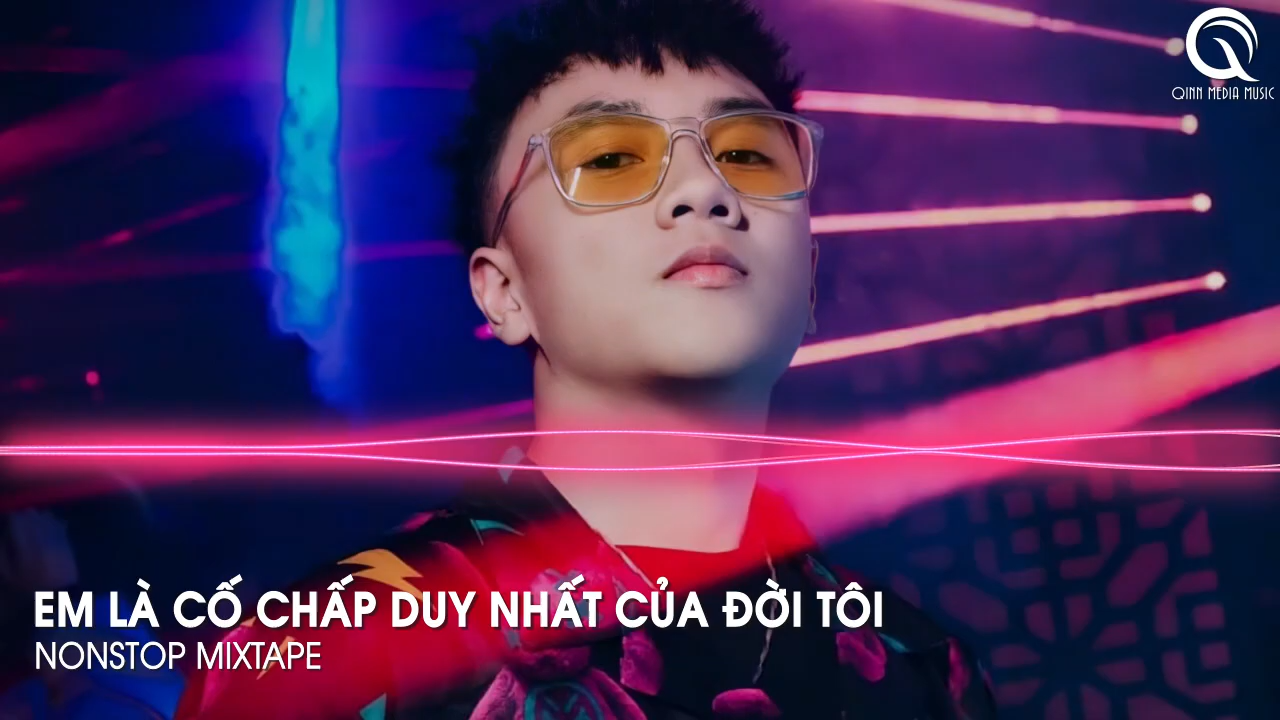 QINN MEDIA MUSIC
EM LÀ CỐ CHẤP DUY NHẤT CỦA ĐỜI TÔI
NONSTOP MIXTAPE